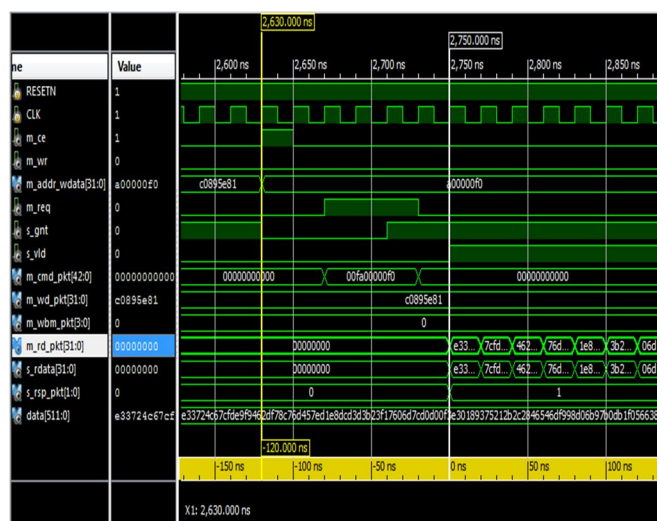 2,630.000 ns
2,750.000 ns
ne Value 2,600 ns 2,650 ns 2,700 ns 2,750 ns 2,800 ns 2,850 ns
RESETN 1
CLK 1
m_ce 1
m_wr 0
m_addr_wdata[31:0] a00000f0 c0895e81 a00000f0
m_req 0
s_gnt 0
s_vld 0
m_cmd_pkt[42:0] 00000000000 00000000000 00fa00000f0 00000000000
m_wd_pkt[31:0] c0895e81 c0895e81
m_wbm_pkt[3:0] 0 0
m_rd_pkt[31:0] 00000000 00000000 e33... 7cfd... 462... 76d... 1e8... 3b2... 06d
s_rdata[31:0] 00000000 00000000 e33... 7cfd... 462... 76d... 1e8... 3b2... 06d
s_rsp_pkt[1:0] 0 0 1
data[511:0] e33724c67cf
-120.000 ns
-150 ns -100 ns -50 ns 0 ns 50 ns 100 ns
X1: 2,630.000 ns